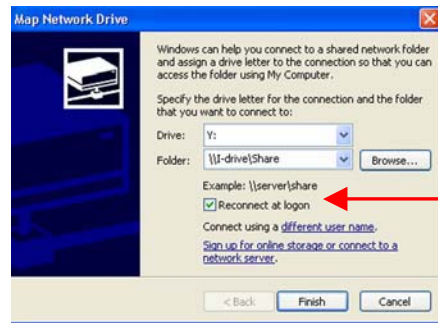 Map Network Drive
Windows can help you connect to a shared network folder
and assign a drive letter to the connection so that you can
access the folder using My Computer.
Specify the drive letter for the connection and the folder
that you want to connect to:
Drive: Y:
Folder: \\I-drive\Share Browse...
Example: \\server\share
Reconnect at logon
Connect using a different user name.
Sign up for online storage or connect to a
network server.
< Back Finish Cancel